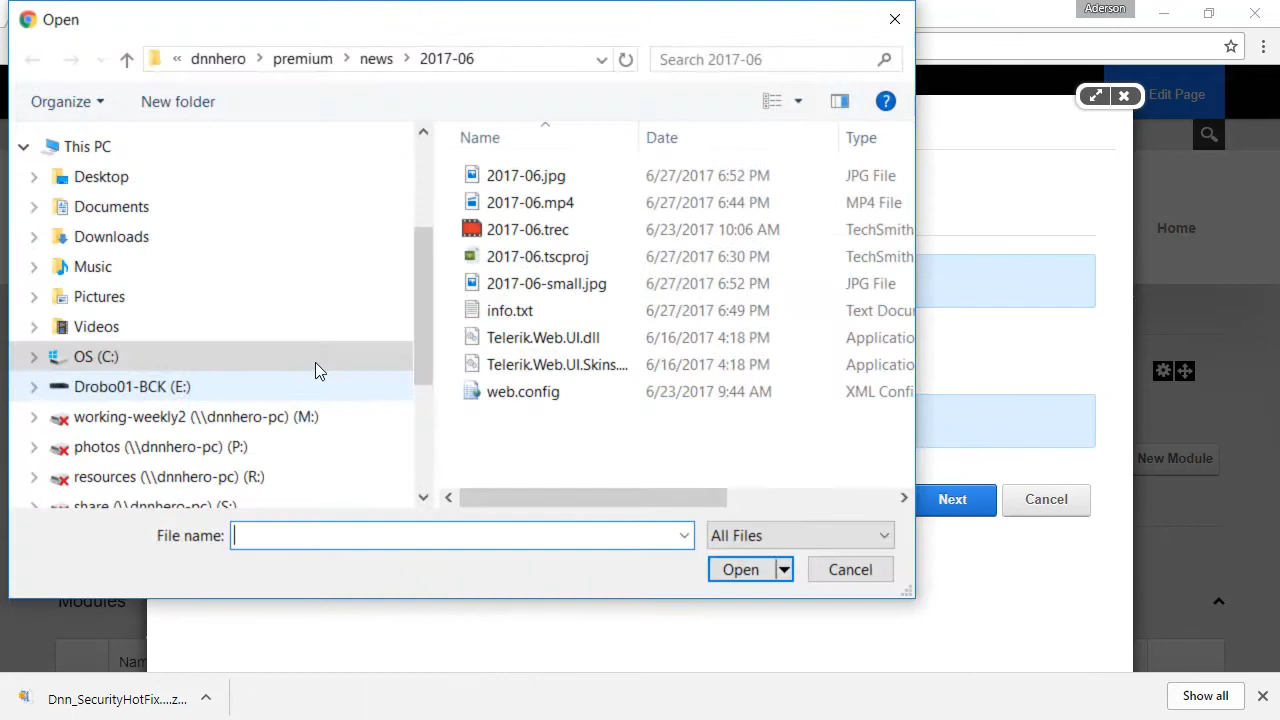 Open
Aderson
« dnnhero > premium > news > 2017-06
Search 2017-06
Organize
New folder
Edit Page
This PC
Desktop
Documents
Downloads
Music
Pictures
Videos
OS (C:)
Drobo01-BCK (E:)
working-weekly2 (\\dnnhero-pc) (M:)
photos (\\dnnhero-pc) (P:)
resources (\\dnnhero-pc) (R:)
share (\\dnnhero-pc) (S:)
Name Date Type
2017-06.jpg 6/27/2017 6:52 PM JPG File
2017-06.mp4 6/27/2017 6:44 PM MP4 File
2017-06.trec 6/23/2017 10:06 AM TechSmith
2017-06.tscproj 6/27/2017 6:30 PM TechSmith
2017-06-small.jpg 6/27/2017 6:52 PM JPG File
info.txt 6/27/2017 6:49 PM Text Docu
Telerik.Web.UI.dll 6/16/2017 4:18 PM Applicatio
Telerik.Web.UI.Skins.... 6/16/2017 4:18 PM Applicatio
web.config 6/23/2017 9:44 AM XML Confi
Home
New Module
Next
Cancel
File name:
All Files
Open
Cancel
Modules
Nam
Dnn_SecurityHotFix....z...
Show all